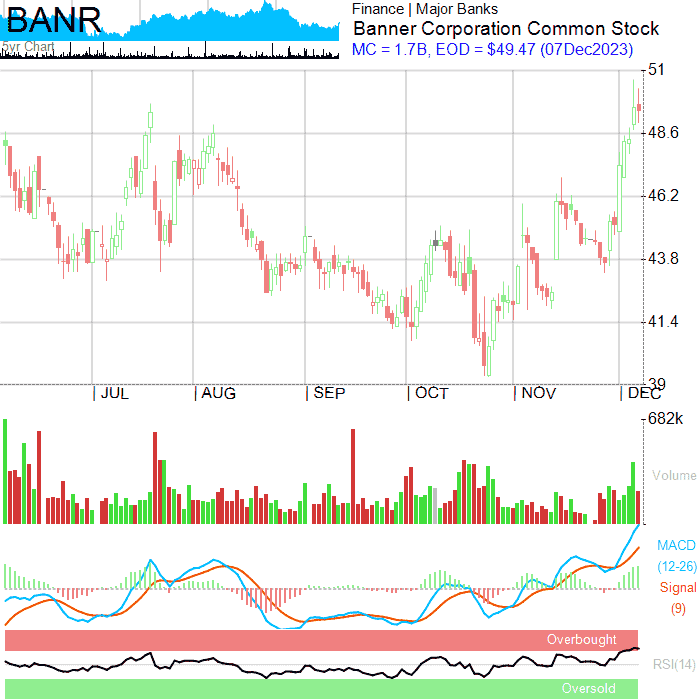 BANR
5yr Chart
Finance | Major Banks
Banner Corporation Common Stock
MC = 1.7B, EOD = $49.47 (07Dec2023)
51
48.6
46.2
43.8
41.4
39
JUL AUG SEP OCT NOV DEC
682k
Volume
MACD
(12-26)
Signal
(9)
Overbought
RSI(14)
Oversold